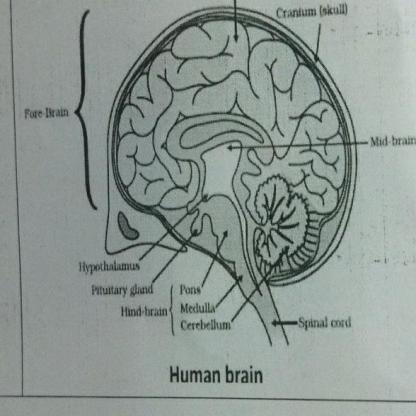 Cranium (skull)
Fore-Brain
Mid-brain
Hypothalamus
Pituitary gland
Pons
Hind-brain
Medulla
Cerebellum
Spinal cord
Human brain